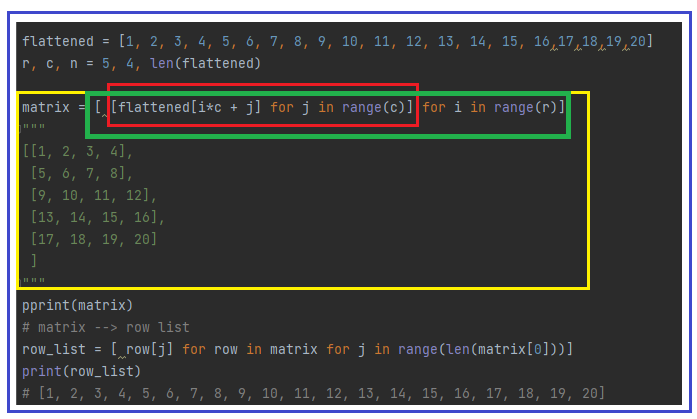 flattened = [1, 2, 3, 4, 5, 6, 7, 8, 9, 10, 11, 12, 13, 14, 15, 16,17,18,19,20]
r, c, n = 5, 4, len(flattened)
matrix = [ [flattened[i*c + j] for j in range(c)] for i in range(r)]
"""
[[1, 2, 3, 4],
[5, 6, 7, 8],
[9, 10, 11, 12],
[13, 14, 15, 16],
[17, 18, 19, 20]
]
"""
pprint(matrix)
# matrix --> row list
row_list = [ row[j] for row in matrix for j in range(len(matrix[0]))]
print(row_list)
# [1, 2, 3, 4, 5, 6, 7, 8, 9, 10, 11, 12, 13, 14, 15, 16, 17, 18, 19, 20]